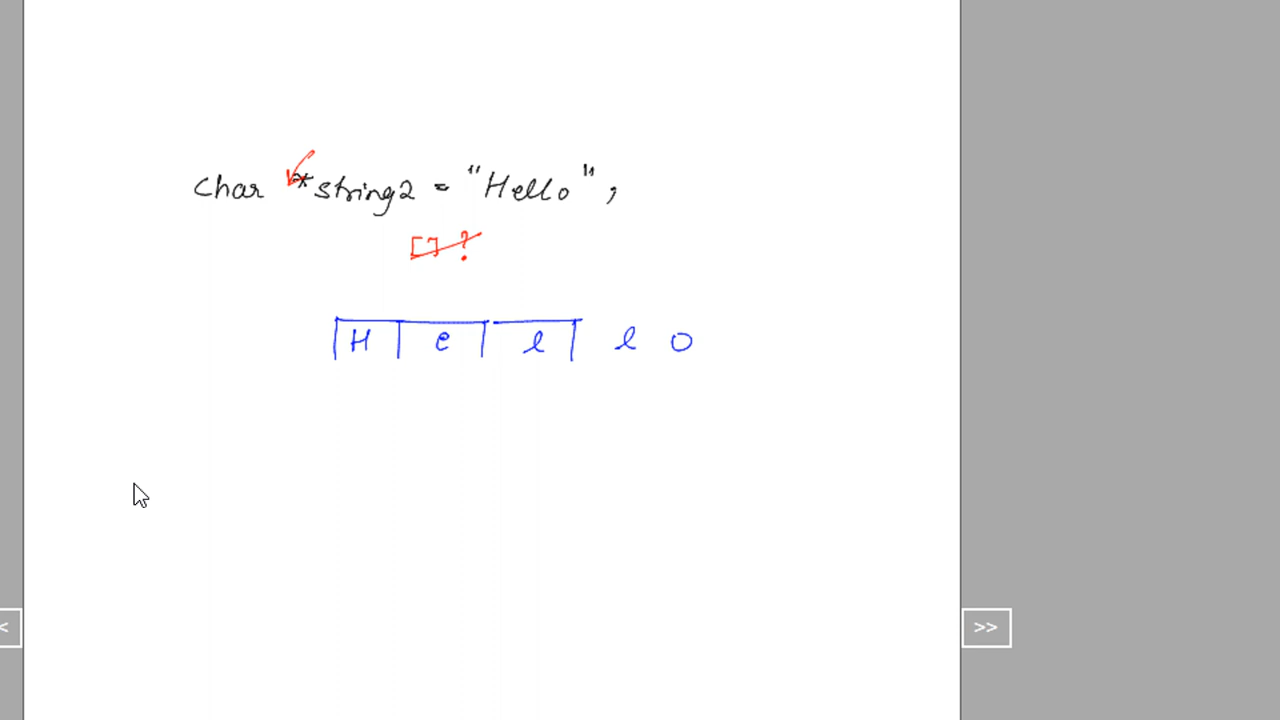 char *string2 = "Hello";
[] ?
H e l l o
<
>>